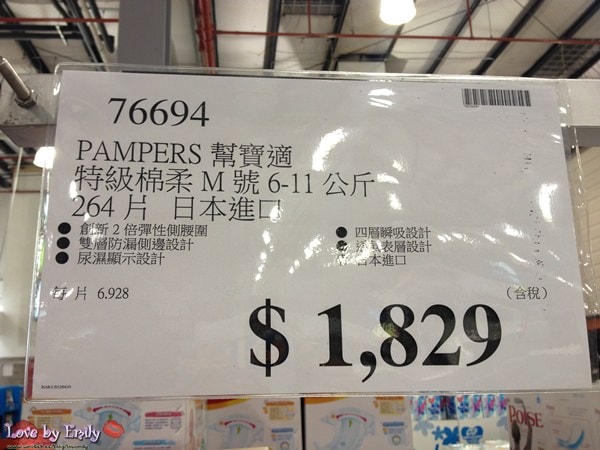 76694
PAMPERS 幫寶適
特級棉柔 M 號 6-11 公斤
264 片 日本進口
● 創新 2 倍彈性側腰圍
● 雙層防漏側邊設計
● 尿濕顯示設計
● 四層瞬吸設計
表層設計
日本進口
每 片 6.928
(含稅)
$ 1,829
POISE
Love by Emily